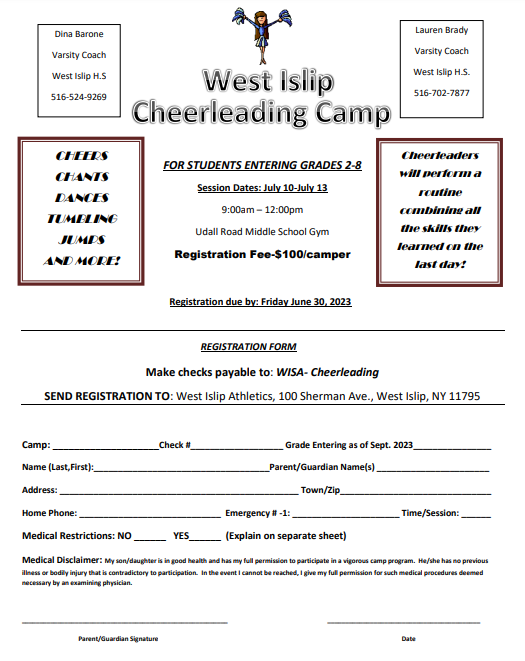 Dina Barone
Varsity Coach
West Islip H.S
516-524-9269
Lauren Brady
Varsity Coach
West Islip H.S.
516-702-7877
West Islip
Cheerleading Camp
CHEERS
CHANTS
DANCES
TUMBLING
JUMPS
AND MORE!
FOR STUDENTS ENTERING GRADES 2-8
Session Dates: July 10-July 13
9:00am – 12:00pm
Udall Road Middle School Gym
Registration Fee-$100/camper
Registration due by: Friday June 30, 2023
Cheerleaders
will perform a
routine
combining all
the skills they
learned on the
last day!
REGISTRATION FORM
Make checks payable to: WISA- Cheerleading
SEND REGISTRATION TO: West Islip Athletics, 100 Sherman Ave., West Islip, NY 11795
Camp: ______________________Check #___________________ Grade Entering as of Sept. 2023________________
Name (Last,First):____________________________________Parent/Guardian Name(s) _______________________
Address: _________________________________________________ Town/Zip_______________________________
Home Phone: _____________________________ Emergency # -1: ______________________ Time/Session: ______
Medical Restrictions: NO ______ YES______ (Explain on separate sheet)
Medical Disclaimer: My son/daughter is in good health and has my full permission to participate in a vigorous camp program. He/she has no previous
illness or bodily injury that is contradictory to participation. In the event I cannot be reached, I give my full permission for such medical procedures deemed
necessary by an examining physician.
Parent/Guardian Signature Date